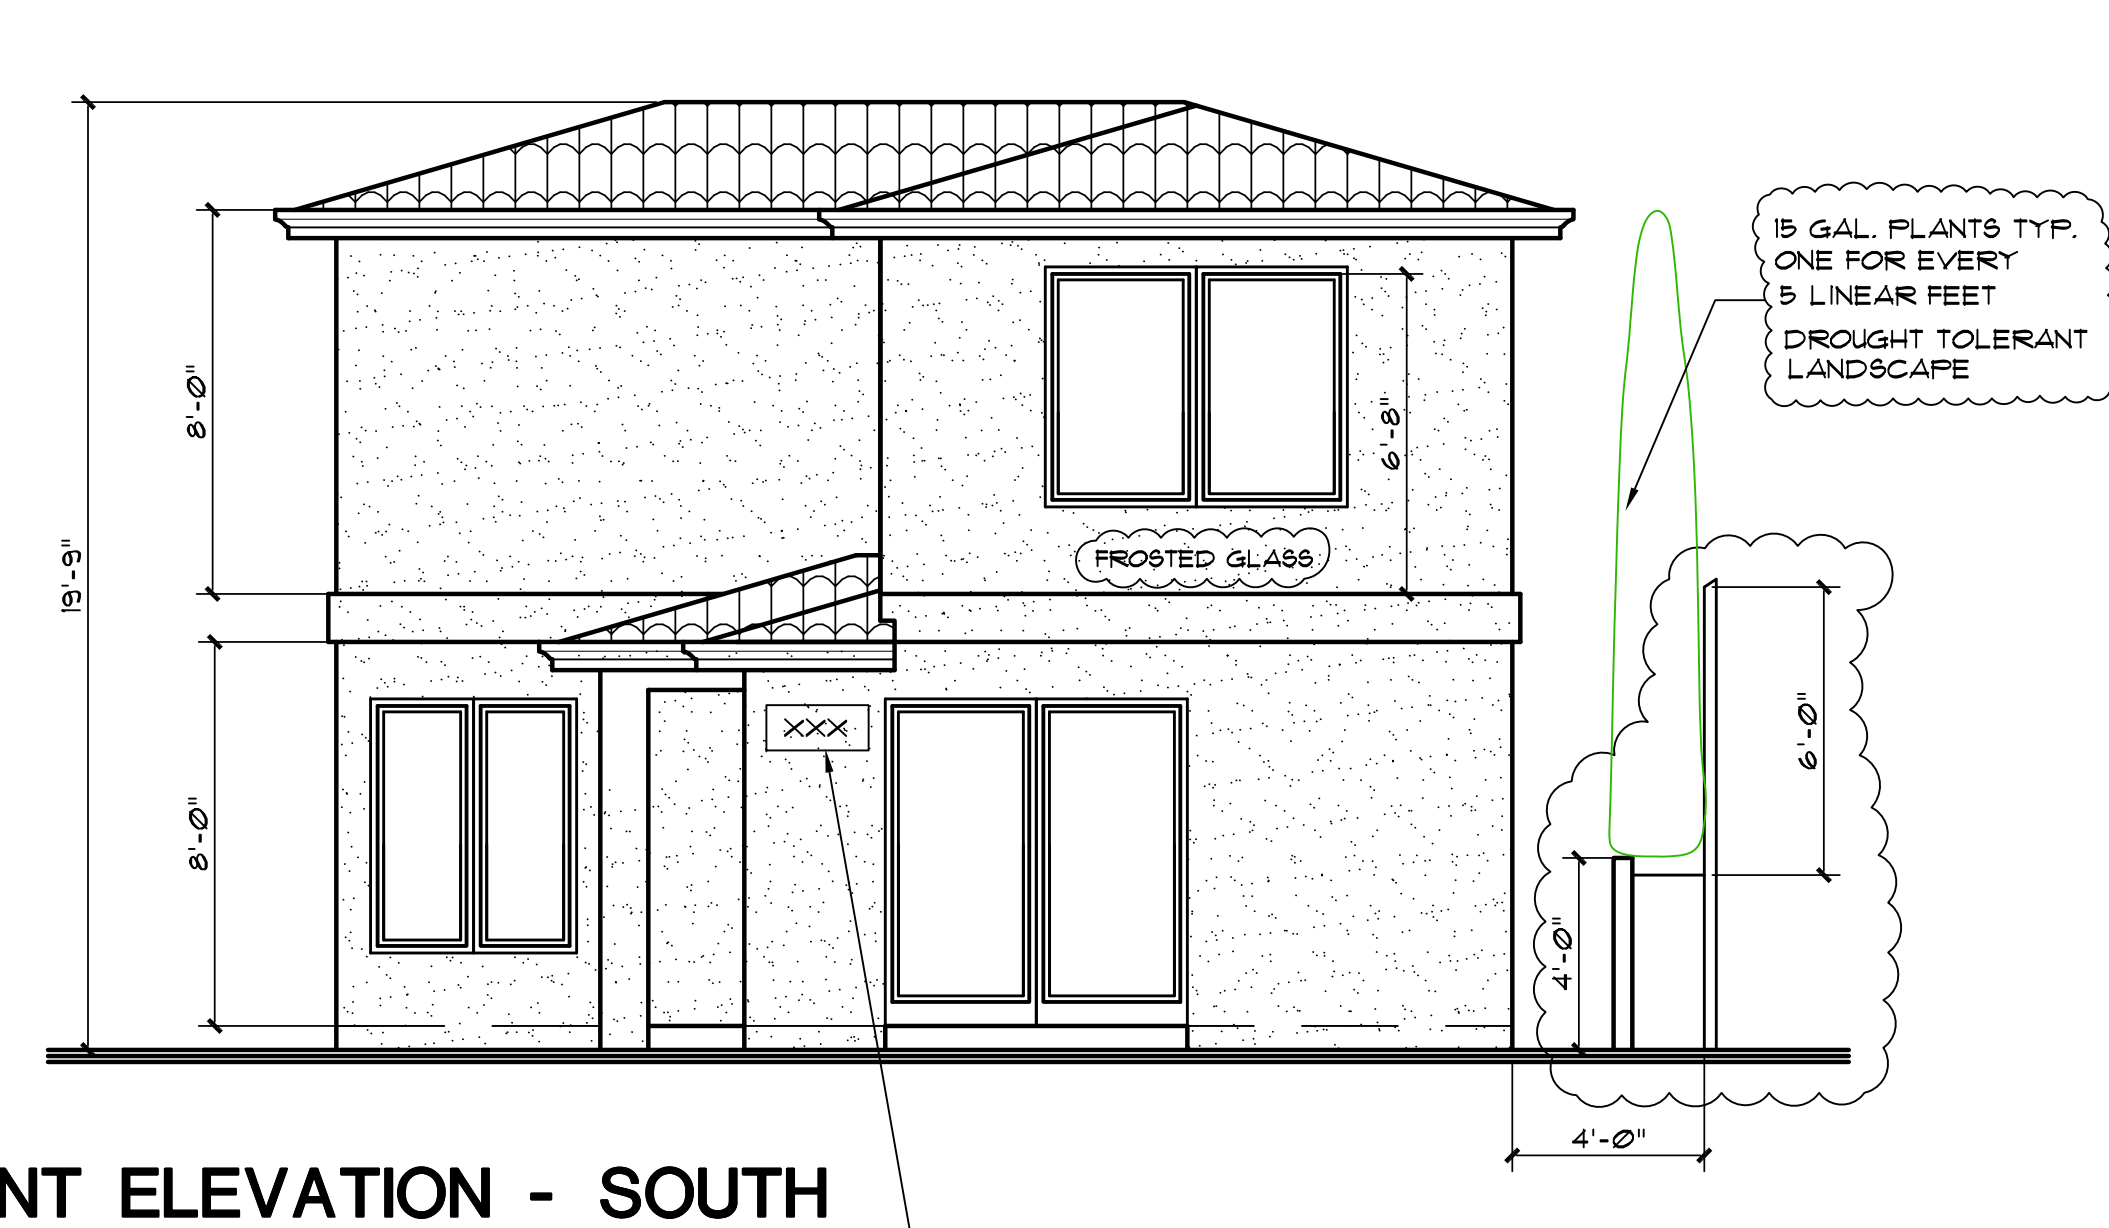 15 GAL. PLANTS TYP.
ONE FOR EVERY
5 LINEAR FEET
DROUGHT TOLERANT
LANDSCAPE
8'-0"
6'-8"
19'-9"
FROSTED GLASS
6'-0"
XXX
8'-0"
4'-0"
4'-0"
NT ELEVATION - SOUTH